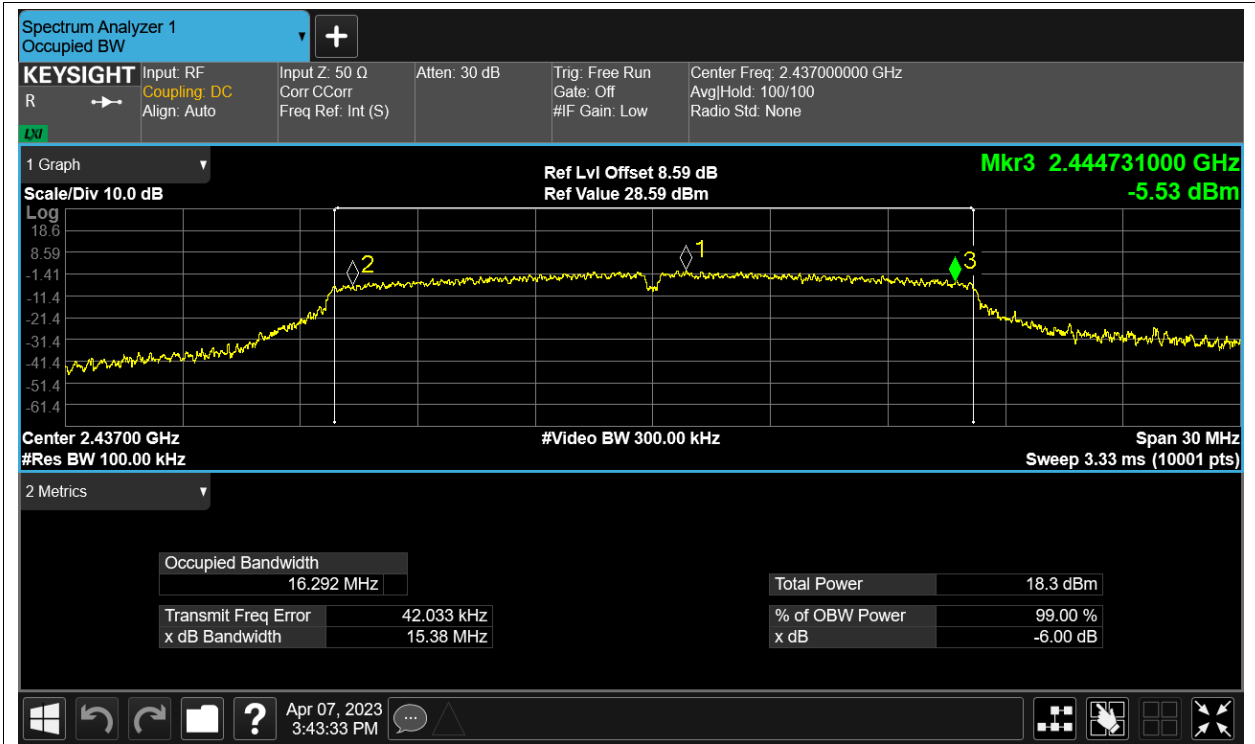 Spectrum Analyzer 1
Occupied BW
KEYSIGHT
R
LXI
Input: RF
Coupling: DC
Align: Auto
Input Z: 50 Ω
Corr CCorr
Freq Ref: Int (S)
Atten: 30 dB
Trig: Free Run
Gate: Off
#IF Gain: Low
Center Freq: 2.437000000 GHz
Avg|Hold: 100/100
Radio Std: None
1 Graph
Scale/Div 10.0 dB
Ref Lvl Offset 8.59 dB
Ref Value 28.59 dBm
Mkr3 2.444731000 GHz
-5.53 dBm
Log
18.6
8.59
-1.41
-11.4
-21.4
-31.4
-41.4
-51.4
-61.4
2
1
3
Center 2.43700 GHz
#Res BW 100.00 kHz
#Video BW 300.00 kHz
Span 30 MHz
Sweep 3.33 ms (10001 pts)
2 Metrics
Occupied Bandwidth
16.292 MHz
Transmit Freq Error 42.033 kHz
x dB Bandwidth 15.38 MHz
Total Power 18.3 dBm
% of OBW Power 99.00 %
x dB -6.00 dB
?
Apr 07, 2023
3:43:33 PM